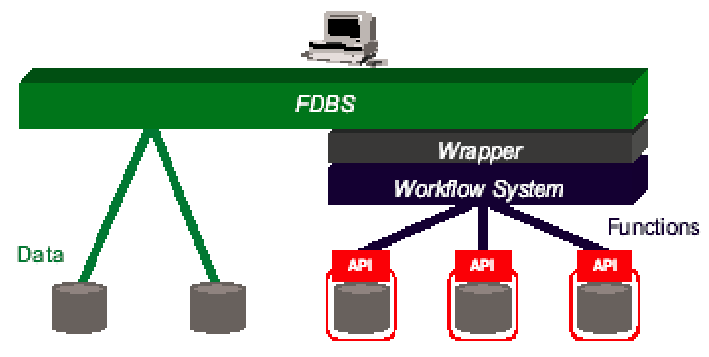 FDBS
Wrapper
Workflow System
Functions
Data
API
API
API